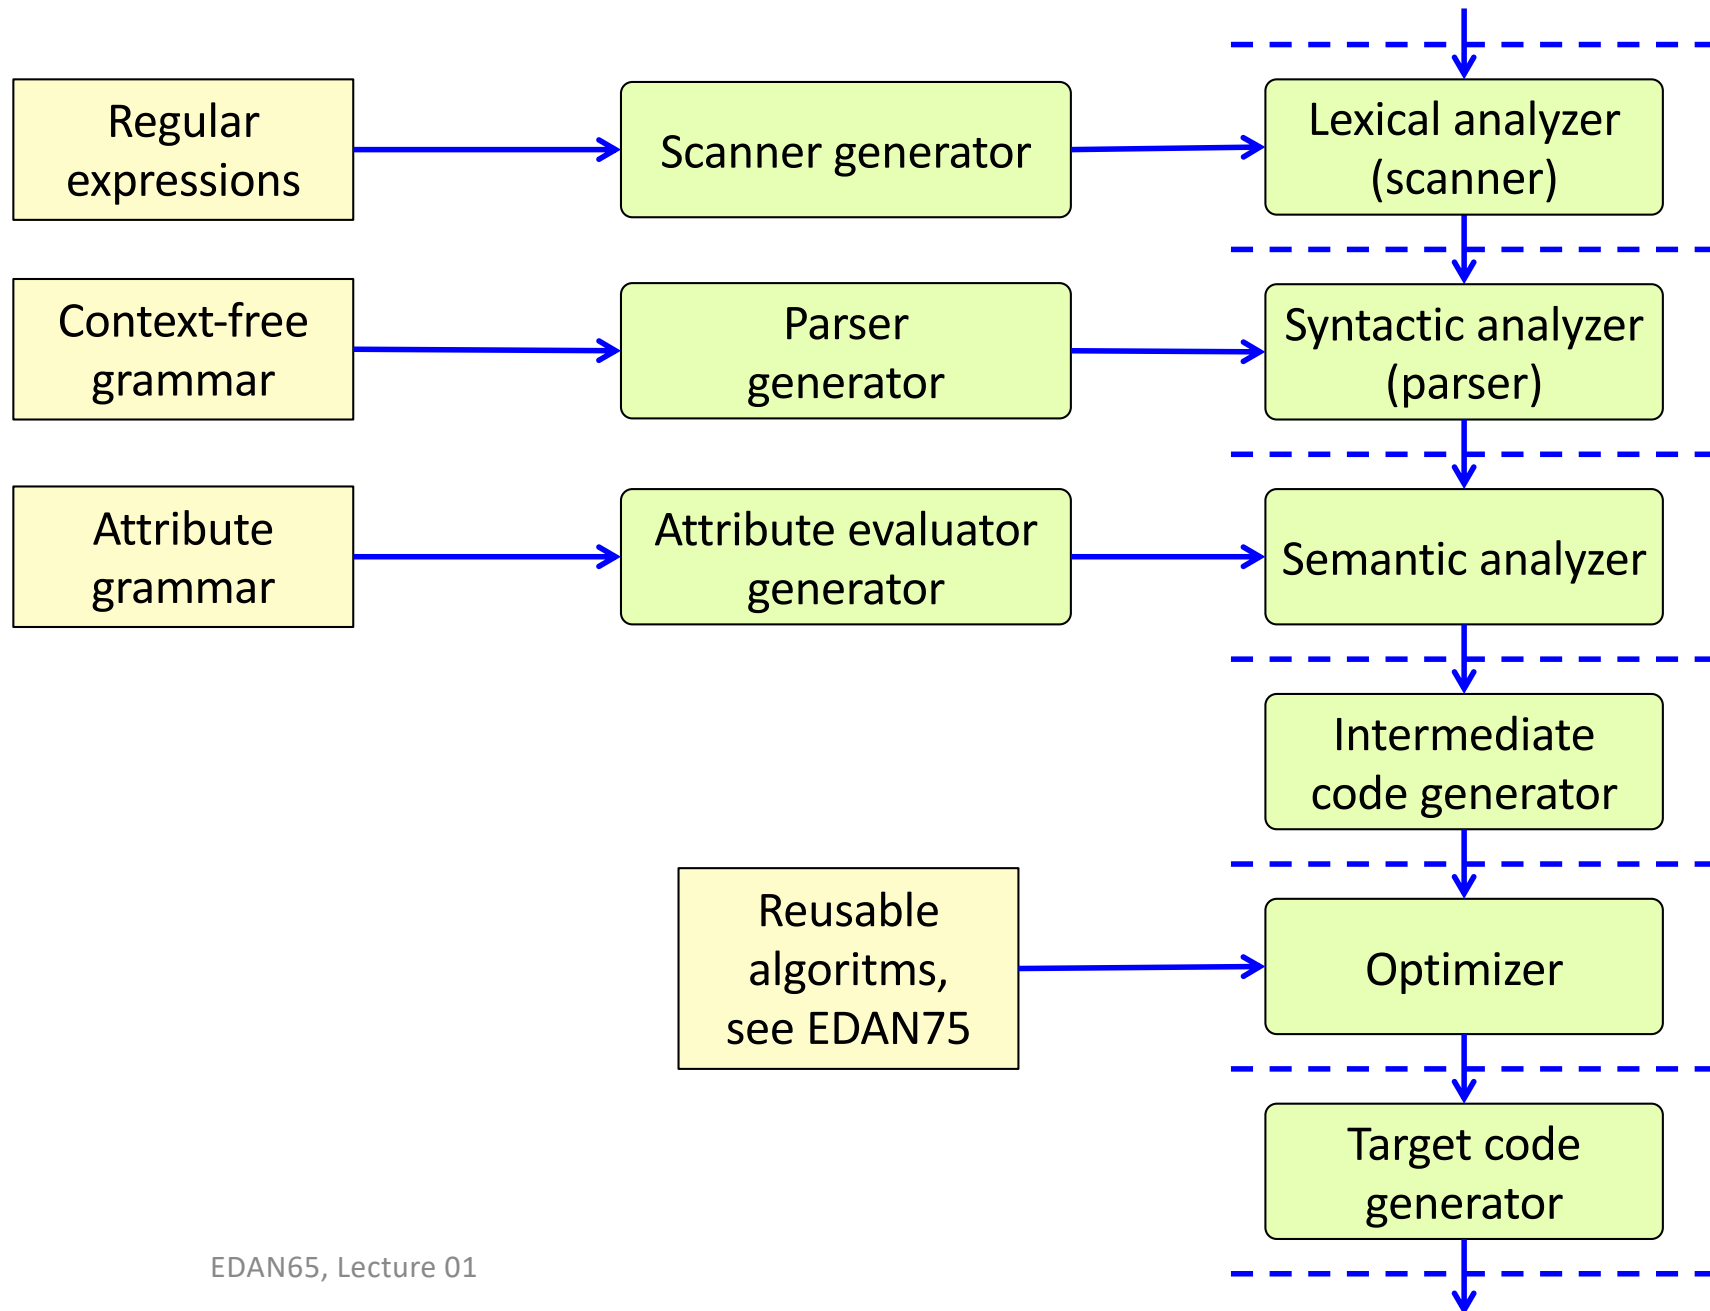 Regular
expressions
Scanner generator
Lexical analyzer
(scanner)
Context-free
grammar
Parser
generator
Syntactic analyzer
(parser)
Attribute
grammar
Attribute evaluator
generator
Semantic analyzer
Intermediate
code generator
Reusable
algoritms,
see EDAN75
Optimizer
Target code
generator
EDAN65, Lecture 01